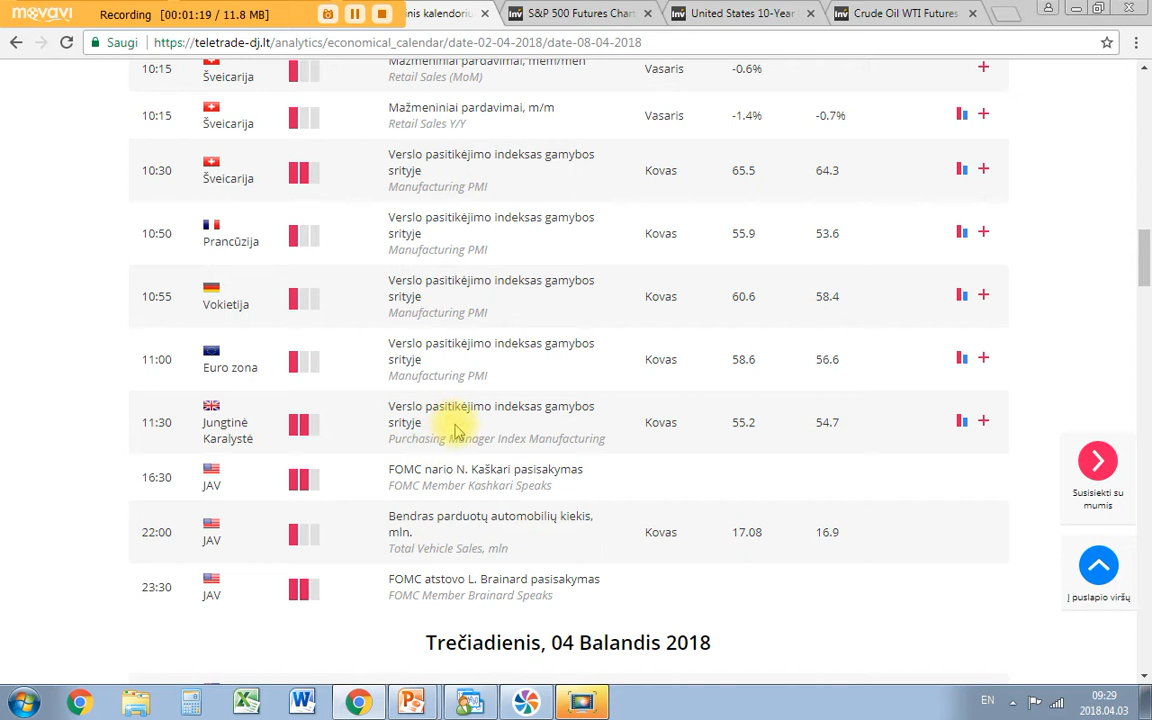 movavi Recording [00:01:19 / 11.8 MB]
nis kalendoriu
S&P 500 Futures Chart
United States 10-Year
Crude Oil WTI Futures
Saugi https://teletrade-dj.lt/analytics/economical_calendar/date-02-04-2018/date-08-04-2018
10:15 Šveicarija Mažmeniniai pardavimai, mėn/mėn Vasaris -0.6% +
Retail Sales (MoM)
10:15 Šveicarija Mažmeniniai pardavimai, m/m Vasaris -1.4% -0.7% +
Retail Sales Y/Y
10:30 Šveicarija Verslo pasitikėjimo indeksas gamybos Kovas 65.5 64.3 +
srityje
Manufacturing PMI
10:50 Prancūzija Verslo pasitikėjimo indeksas gamybos Kovas 55.9 53.6 +
srityje
Manufacturing PMI
10:55 Vokietija Verslo pasitikėjimo indeksas gamybos Kovas 60.6 58.4 +
srityje
Manufacturing PMI
11:00 Euro zona Verslo pasitikėjimo indeksas gamybos Kovas 58.6 56.6 +
srityje
Manufacturing PMI
11:30 Jungtinė Karalystė Verslo pasitikėjimo indeksas gamybos Kovas 55.2 54.7 +
srityje
Purchasing Manager Index Manufacturing
16:30 JAV FOMC nario N. Kaškari pasisakymas
FOMC Member Kashkari Speaks
22:00 JAV Bendras parduotų automobilių kiekis, Kovas 17.08 16.9
mln.
Total Vehicle Sales, mln
23:30 JAV FOMC atstovo L. Brainard pasisakymas
FOMC Member Brainard Speaks
Susisiekti su
mumis
Į puslapio viršų
Trečiadienis, 04 Balandis 2018
EN
09:29
2018.04.03